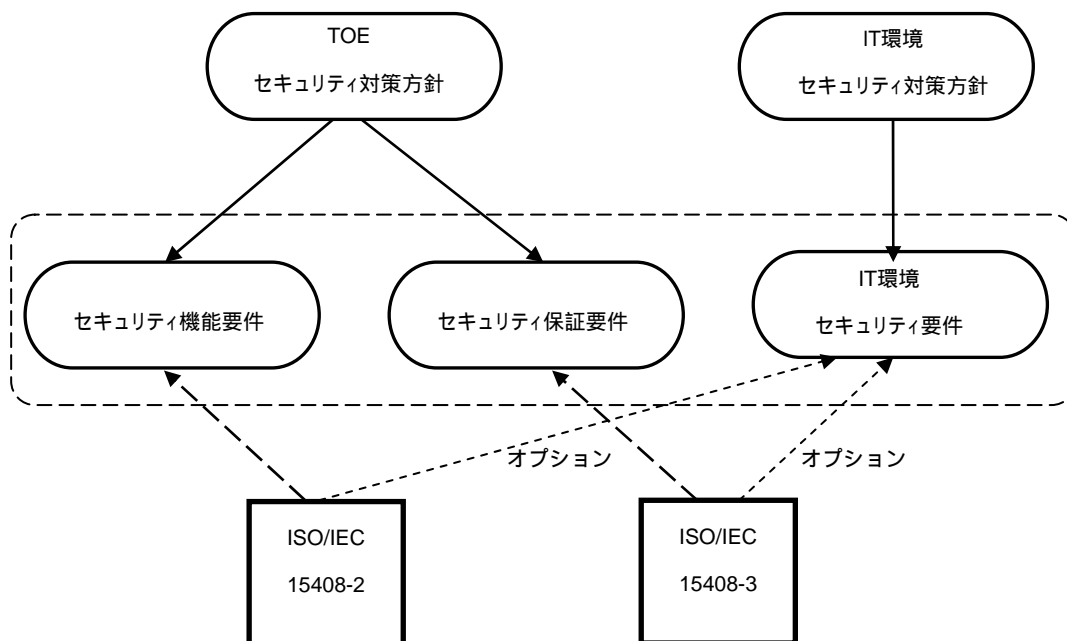 TOE
セキュリティ対策方針
IT環境
セキュリティ対策方針
セキュリティ機能要件
セキュリティ保証要件
IT環境
セキュリティ要件
オプション
オプション
ISO/IEC
15408-2
ISO/IEC
15408-3